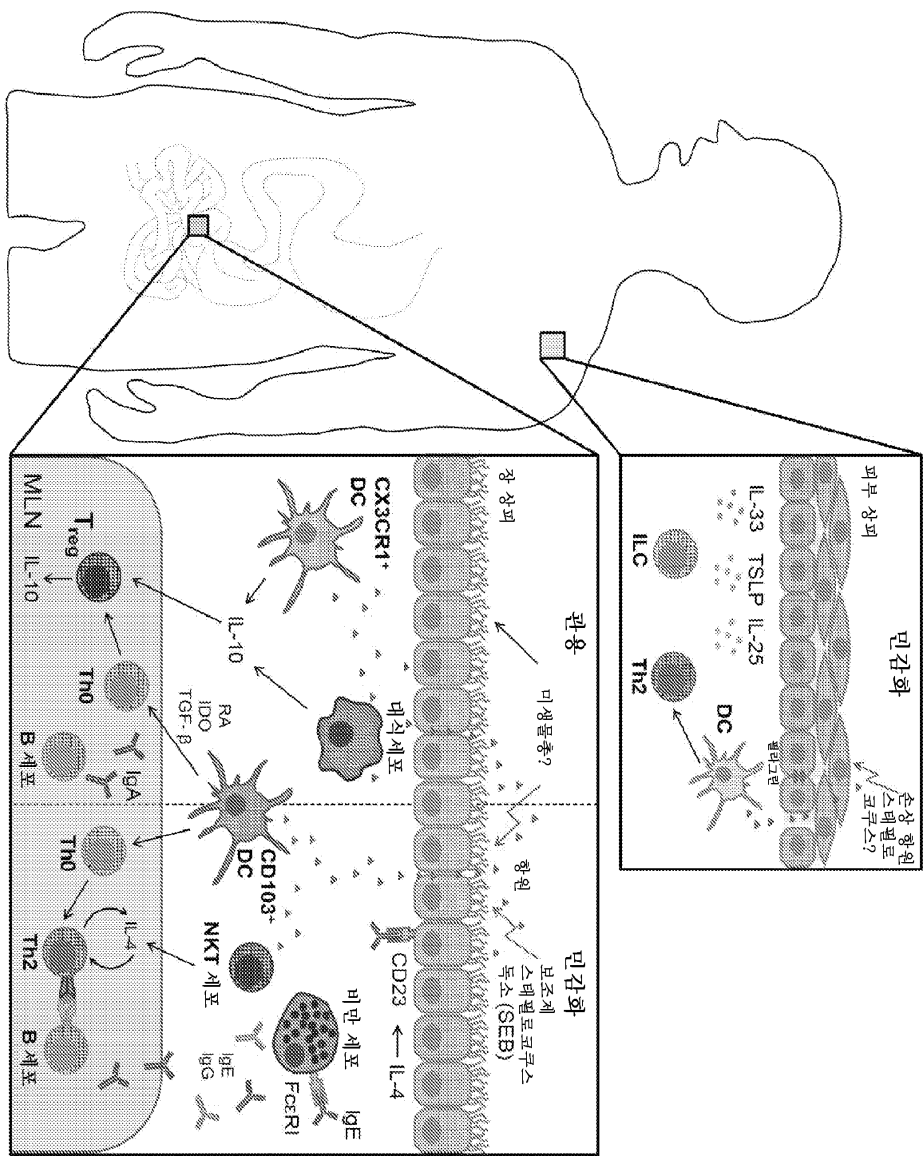 민감화
피부 상피
손상 항원
스태필로
코쿠스?
필라그린
IL-33
TSLP
IL-25
DC
ILC
Th2
관용
민감화
장 상피
미생물총?
항원
보조제
스태필로코쿠스
독소 (SEB)
CD23
IL-4
CX3CR1⁺
DC
대식세포
IL-10
CD103⁺
DC
NKT 세포
비만 세포
IgE
FcεRI
RA
IDO
TGF-β
IgE
IgG
Treg
Th0
IgA
Th0
IL-4
IL-10
MLN
B 세포
Th2
B 세포